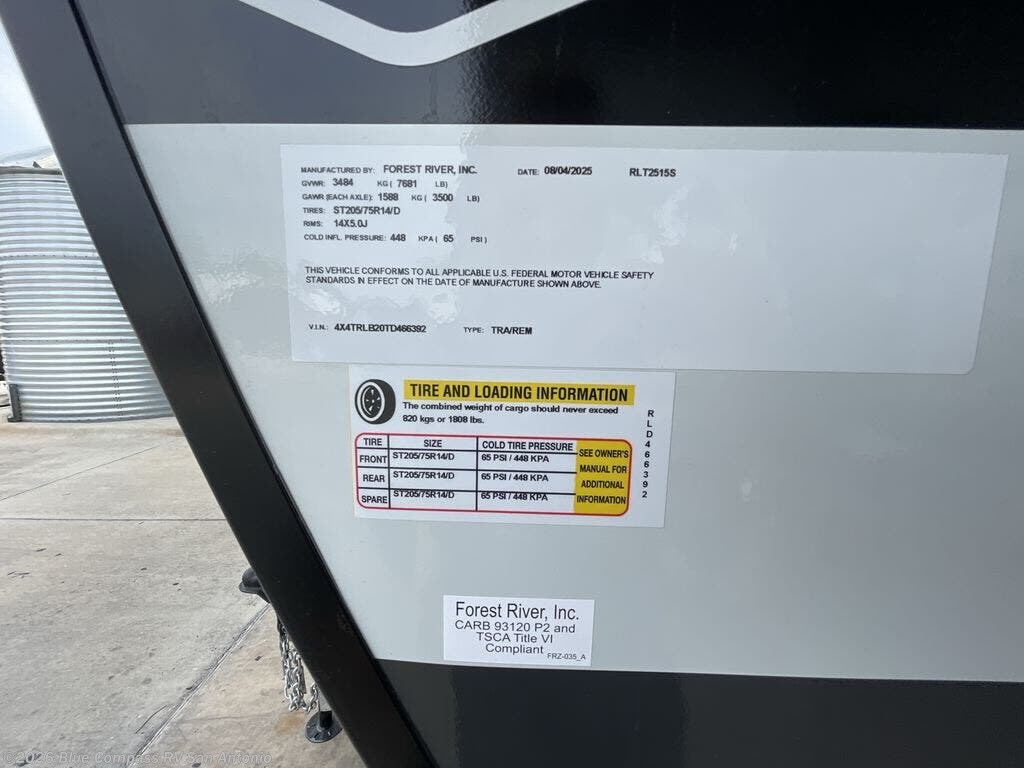 MANUFACTURED BY: FOREST RIVER, INC. DATE: 08/04/2025 RLT2515S
GVWR: 3484 KG ( 7681 LB)
GAWR (EACH AXLE): 1588 KG ( 3500 LB)
TIRES: ST205/75R14/D
RIMS: 14X5.0J
COLD INFL. PRESSURE: 448 KPA ( 65 PSI )
THIS VEHICLE CONFORMS TO ALL APPLICABLE U.S. FEDERAL MOTOR VEHICLE SAFETY
STANDARDS IN EFFECT ON THE DATE OF MANUFACTURE SHOWN ABOVE.
V.I.N.: 4X4TRLB20TD466392 TYPE: TRA/REM
TIRE AND LOADING INFORMATION
The combined weight of cargo should never exceed
820 kgs or 1808 lbs.
TIRE SIZE COLD TIRE PRESSURE
FRONT ST205/75R14/D 65 PSI / 448 KPA
REAR ST205/75R14/D 65 PSI / 448 KPA
SPARE ST205/75R14/D 65 PSI / 448 KPA
SEE OWNER'S
MANUAL FOR
ADDITIONAL
INFORMATION
RLD466392
Forest River, Inc.
CARB 93120 P2 and
TSCA Title VI
Compliant
FRZ-035_A
©2026 Blue Compass RV San Antonio